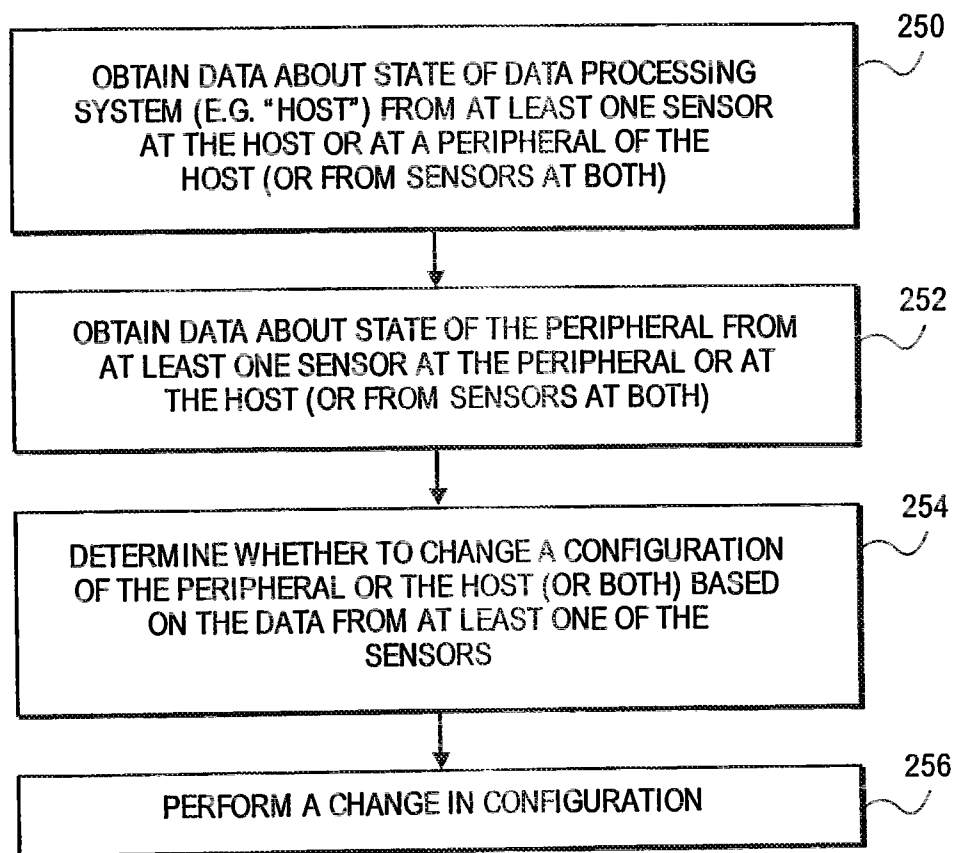 250
OBTAIN DATA ABOUT STATE OF DATA PROCESSING
SYSTEM (E.G. "HOST") FROM AT LEAST ONE SENSOR
AT THE HOST OR AT A PERIPHERAL OF THE
HOST (OR FROM SENSORS AT BOTH)
252
OBTAIN DATA ABOUT STATE OF THE PERIPHERAL FROM
AT LEAST ONE SENSOR AT THE PERIPHERAL OR AT
THE HOST (OR FROM SENSORS AT BOTH)
254
DETERMINE WHETHER TO CHANGE A CONFIGURATION
OF THE PERIPHERAL OR THE HOST (OR BOTH) BASED
ON THE DATA FROM AT LEAST ONE OF THE
SENSORS
256
PERFORM A CHANGE IN CONFIGURATION